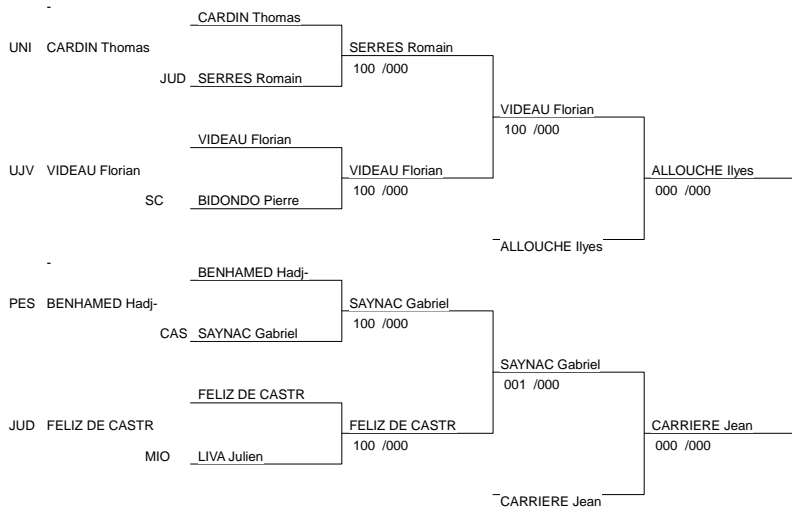 -
CARDIN Thomas
UNI CARDIN Thomas
SERRES Romain
100 /000
JUD SERRES Romain
VIDEAU Florian
100 /000
VIDEAU Florian
UJV VIDEAU Florian
VIDEAU Florian
100 /000
ALLOUCHE Ilyes
000 /000
SC BIDONDO Pierre
ALLOUCHE Ilyes
-
BENHAMED Hadj-
PES BENHAMED Hadj-
SAYNAC Gabriel
100 /000
CAS SAYNAC Gabriel
SAYNAC Gabriel
001 /000
FELIZ DE CASTR
JUD FELIZ DE CASTR
FELIZ DE CASTR
100 /000
CARRIERE Jean
000 /000
MIO LIVA Julien
CARRIERE Jean